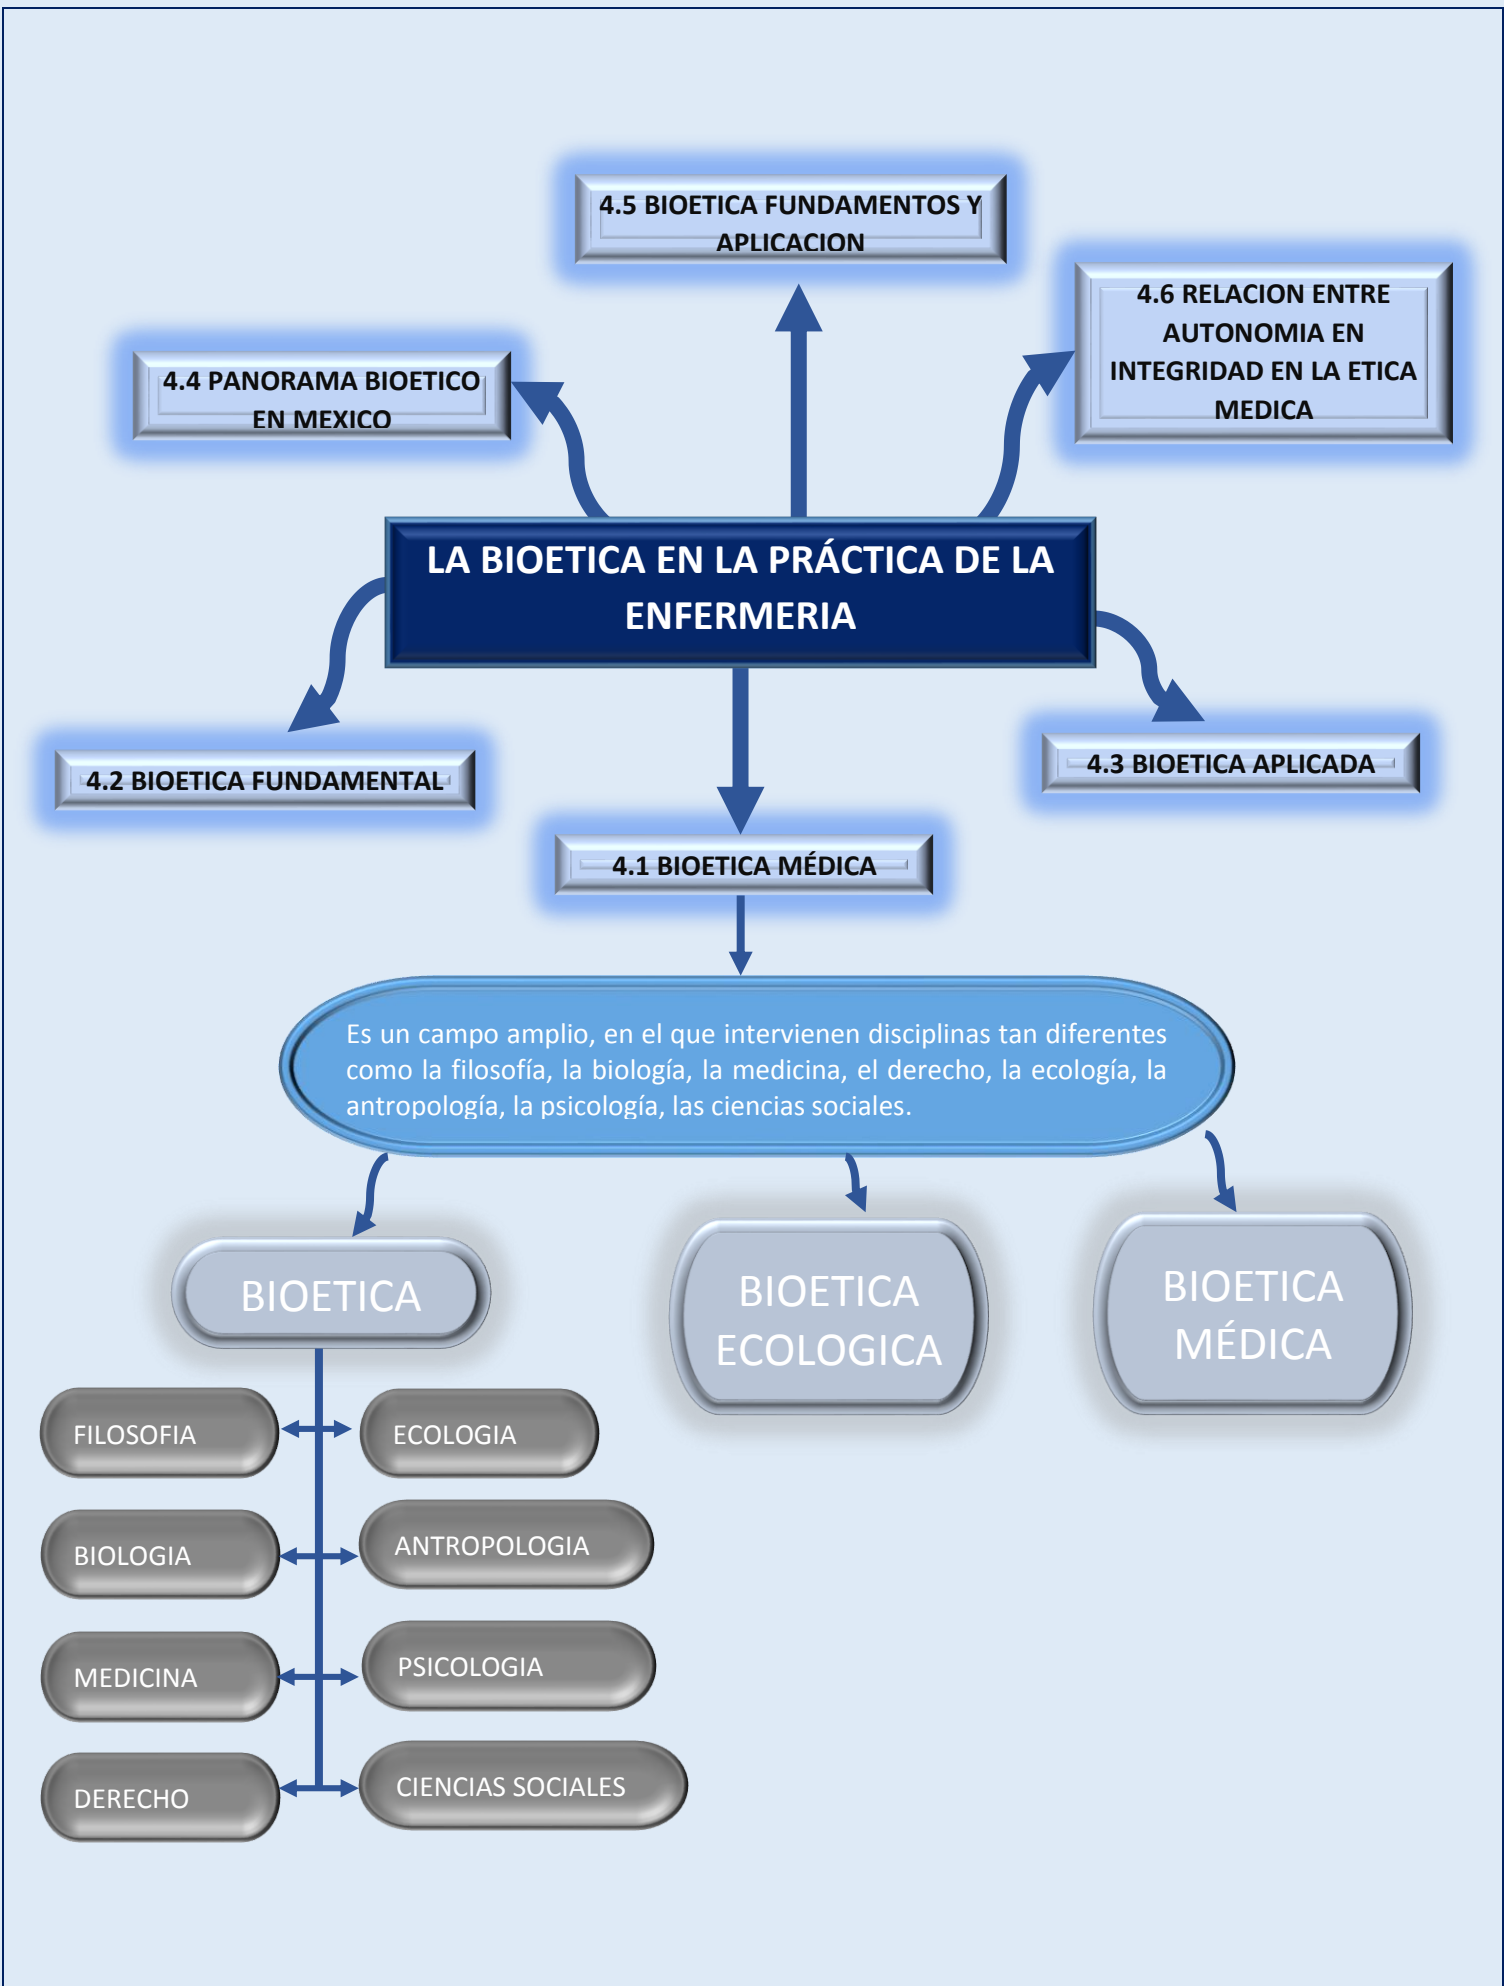 4.5 BIOETICA FUNDAMENTOS Y
APLICACION
4.6 RELACION ENTRE
AUTONOMIA EN
INTEGRIDAD EN LA ETICA
MEDICA
4.4 PANORAMA BIOETICO
EN MEXICO
LA BIOETICA EN LA PRÁCTICA DE LA
ENFERMERIA
4.2 BIOETICA FUNDAMENTAL
4.3 BIOETICA APLICADA
4.1 BIOETICA MÉDICA
Es un campo amplio, en el que intervienen disciplinas tan diferentes
como la filosofía, la biología, la medicina, el derecho, la ecología, la
antropología, la psicología, las ciencias sociales.
BIOETICA
BIOETICA
ECOLOGICA
BIOETICA
MÉDICA
FILOSOFIA
ECOLOGIA
BIOLOGIA
ANTROPOLOGIA
MEDICINA
PSICOLOGIA
DERECHO
CIENCIAS SOCIALES